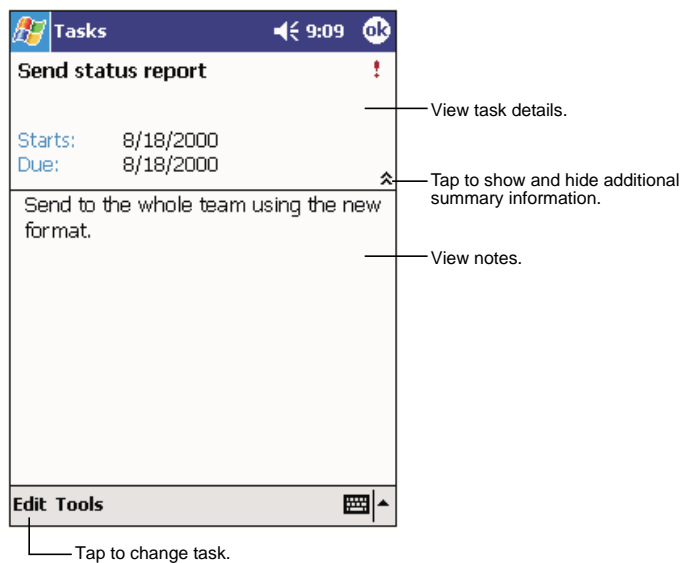 Tasks 9:09 ok
Send status report !
View task details.
Starts: 8/18/2000
Due: 8/18/2000
Tap to show and hide additional
summary information.
Send to the whole team using the new
format.
View notes.
Edit Tools
Tap to change task.